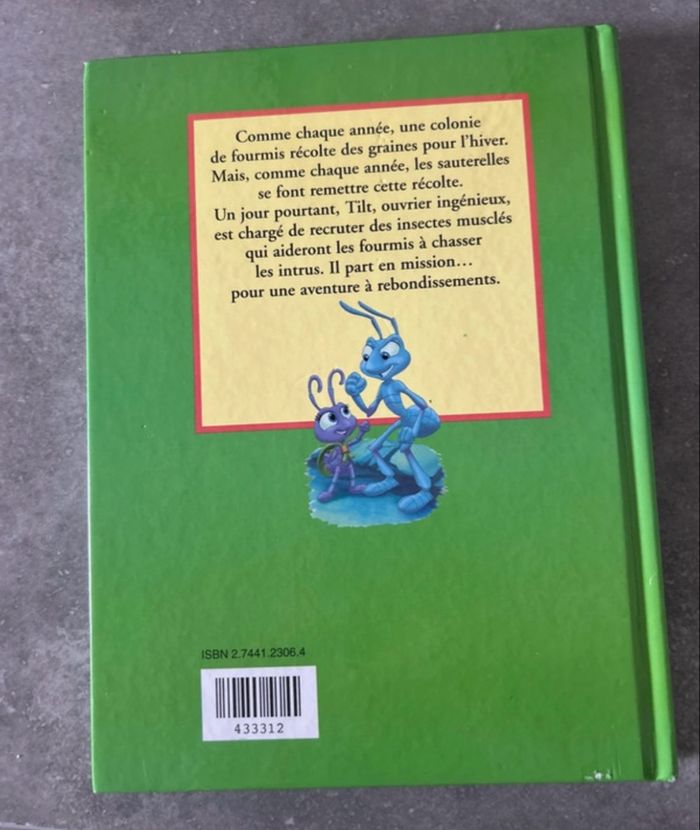 Comme chaque année, une colonie
de fourmis récolte des graines pour l'hiver.
Mais, comme chaque année, les sauterelles
se font remettre cette récolte.
Un jour pourtant, Tilt, ouvrier ingénieux,
est chargé de recruter des insectes musclés
qui aideront les fourmis à chasser
les intrus. Il part en mission...
pour une aventure à rebondissements.
ISBN 2.7441.2306.4
433312